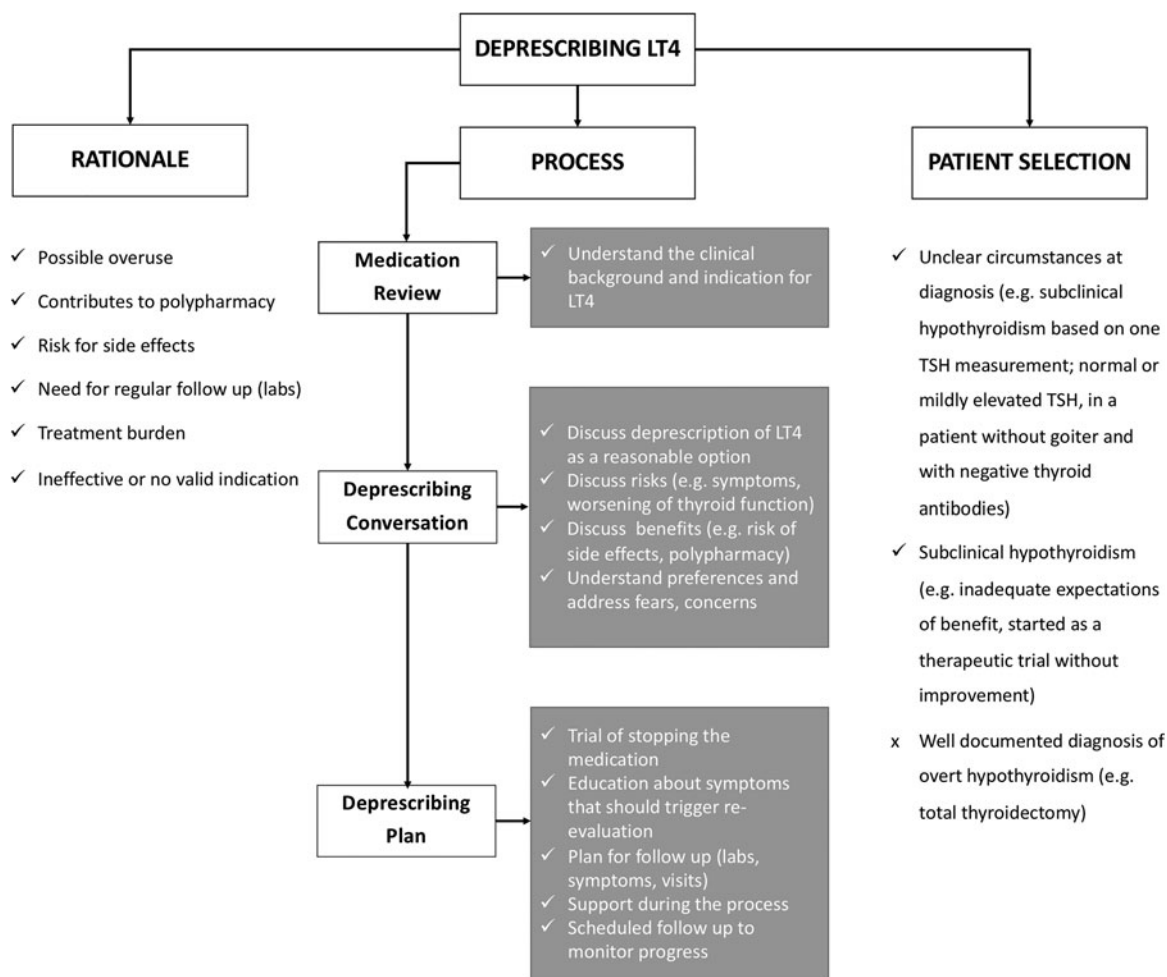 DEPRESCRIBING LT4
RATIONALE
✓ Possible overuse
✓ Contributes to polypharmacy
✓ Risk for side effects
✓ Need for regular follow up (labs)
✓ Treatment burden
✓ Ineffective or no valid indication
PROCESS
Medication
Review
✓ Understand the clinical
background and indication for
LT4
Deprescribing
Conversation
✓ Discuss deprescription of LT4
as a reasonable option
✓ Discuss risks (e.g. symptoms,
worsening of thyroid function)
✓ Discuss benefits (e.g. risk of
side effects, polypharmacy)
✓ Understand preferences and
address fears, concerns
Deprescribing
Plan
✓ Trial of stopping the
medication
✓ Education about symptoms
that should trigger re-
evaluation
✓ Plan for follow up (labs,
symptoms, visits)
✓ Support during the process
✓ Scheduled follow up to
monitor progress
PATIENT SELECTION
✓ Unclear circumstances at
diagnosis (e.g. subclinical
hypothyroidism based on one
TSH measurement; normal or
mildly elevated TSH, in a
patient without goiter and
with negative thyroid
antibodies)
✓ Subclinical hypothyroidism
(e.g. inadequate expectations
of benefit, started as a
therapeutic trial without
improvement)
x Well documented diagnosis of
overt hypothyroidism (e.g.
total thyroidectomy)